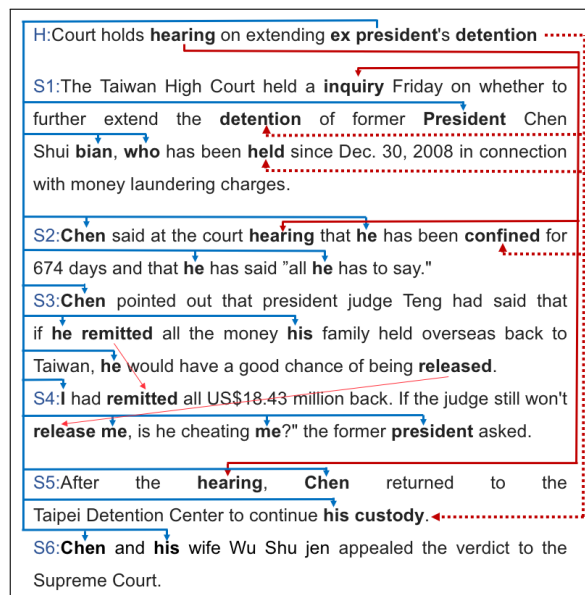 H:Court holds hearing on extending ex president's detention
S1:The Taiwan High Court held a inquiry Friday on whether to
further extend the detention of former President Chen
Shui bian, who has been held since Dec. 30, 2008 in connection
with money laundering charges.
S2:Chen said at the court hearing that he has been confined for
674 days and that he has said "all he has to say."
S3:Chen pointed out that president judge Teng had said that
if he remitted all the money his family held overseas back to
Taiwan, he would have a good chance of being released.
S4:I had remitted all US$18.43 million back. If the judge still won't
release me, is he cheating me?" the former president asked.
S5:After the hearing, Chen returned to the
Taipei Detention Center to continue his custody.
S6:Chen and his wife Wu Shu jen appealed the verdict to the
Supreme Court.